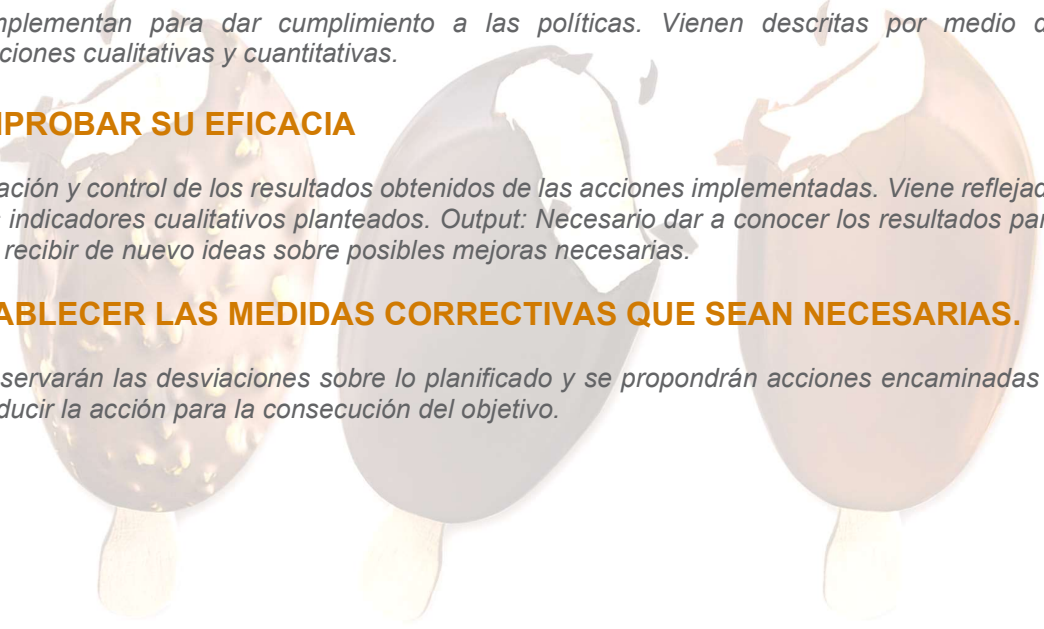 mplementan para dar cumplimiento a las políticas. Vienen descritas por medio d
ciones cualitativas y cuantitativas.
MPROBAR SU EFICACIA
ación y control de los resultados obtenidos de las acciones implementadas. Viene reflejad
s indicadores cualitativos planteados. Output: Necesario dar a conocer los resultados par
recibir de nuevo ideas sobre posibles mejoras necesarias.
ABLECER LAS MEDIDAS CORRECTIVAS QUE SEAN NECESARIAS.
servarán las desviaciones sobre lo planificado y se propondrán acciones encaminadas
ducir la acción para la consecución del objetivo.